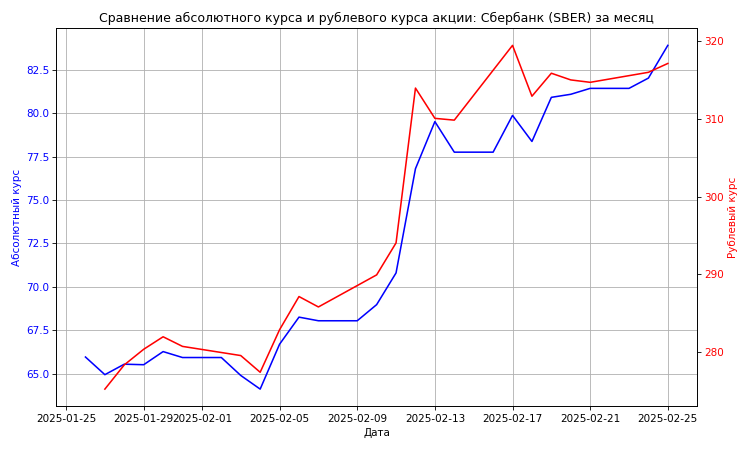 Сравнение абсолютного курса и рублевого курса акции: Сбербанк (SBER) за месяц
Абсолютный курс
82.5
80.0
77.5
75.0
72.5
70.0
67.5
65.0
320
310
300
290
280
Рублевый курс
2025-01-25 2025-01-29 2025-02-01 2025-02-05 2025-02-09 2025-02-13 2025-02-17 2025-02-21 2025-02-25
Дата